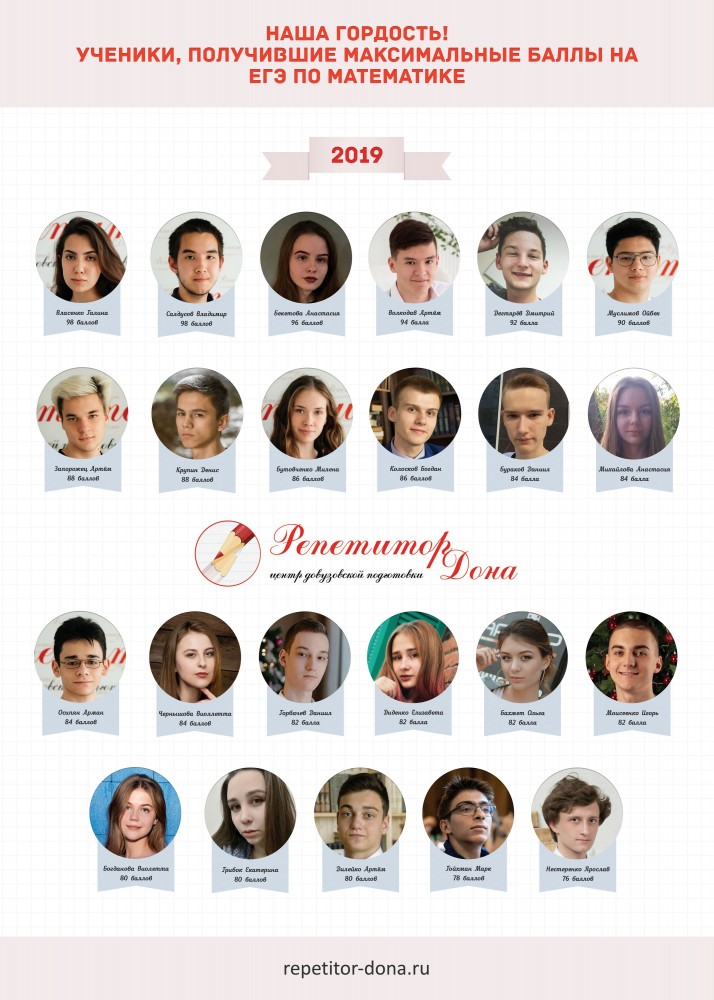 НАША ГОРДОСТЬ!
УЧЕНИКИ, ПОЛУЧИВШИЕ МАКСИМАЛЬНЫЕ БАЛЛЫ НА
ЕГЭ ПО МАТЕМАТИКЕ
2019
Власенко Галина
98 баллов
Салдусов Владимир
98 баллов
Бекетова Анастасия
96 баллов
Волкодав Артём
94 балла
Дегтярёв Дмитрий
92 балла
Муслимов Ойбек
90 баллов
Запорожец Артём
88 баллов
Крупин Денис
88 баллов
Бутовченко Милена
86 баллов
Колосков Богдан
86 баллов
Бураков Даниил
84 балла
Михайлова Анастасия
84 балла
Репетитор
Дона
центр довузовской подготовки
Осипян Арман
84 баллов
Чернышова Виолетта
84 баллов
Горбачев Даниил
82 балла
Диденко Елизавета
82 балла
Бахмет Ольга
82 балла
Моисеенко Игорь
82 балла
Богданова Виолетта
80 баллов
Грибок Екатерина
80 баллов
Зилейко Артём
80 баллов
Гойхман Марк
78 баллов
Нестеренко Ярослав
76 баллов
repetitor-dona.ru